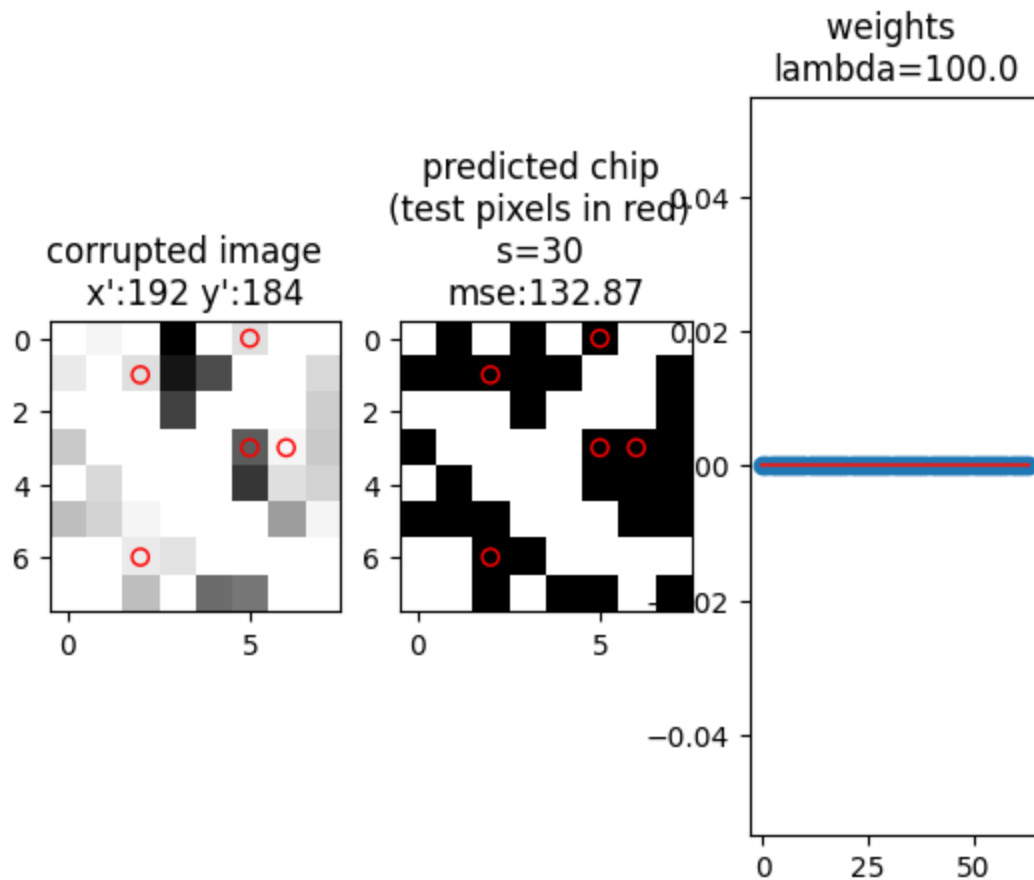 weights
lambda=100.0
predicted chip
(test pixels in red)
s=30
mse:132.87
corrupted image
x':192 y':184
0
2
4
6
0
5
0
2
4
6
0
5
0.04
0.02
00
02
−0.04
0
25
50